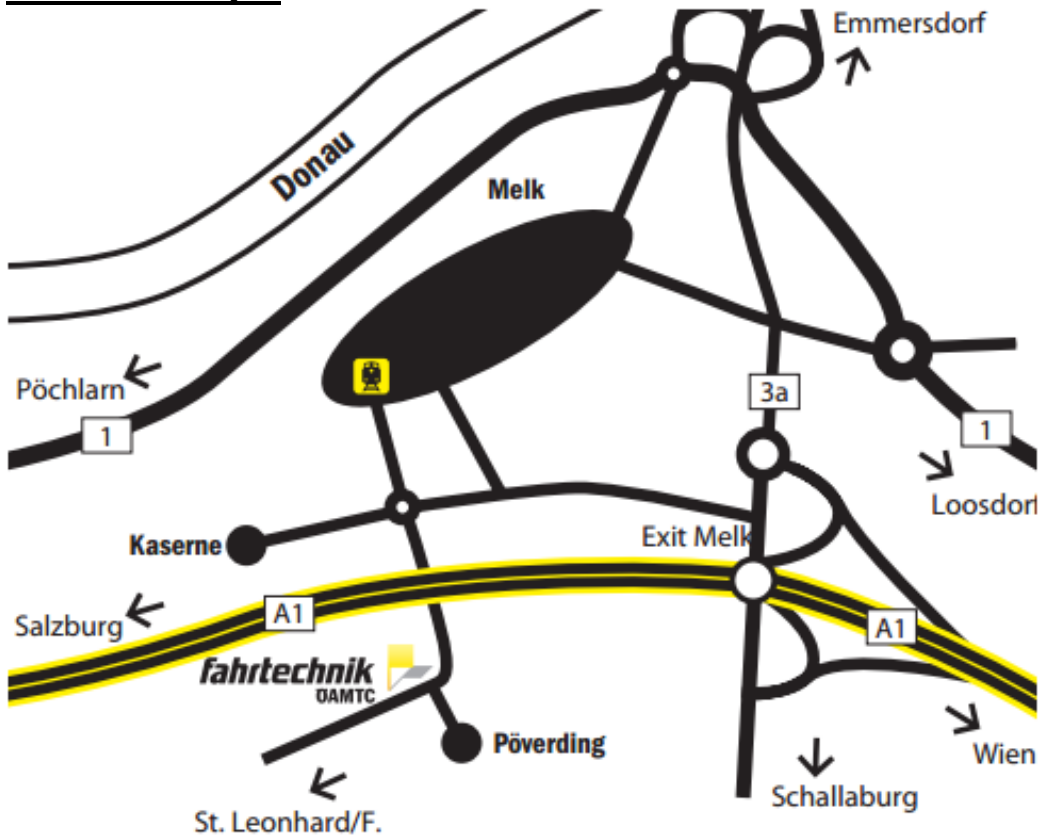 Emmersdorf
Donau
Melk
Pöchlarn
1
3a
1
Loosdorf
Exit Melk
Kaserne
Salzburg
A1
A1
fahrtechnik
ÖAMTC
Pöverding
Wien
Schallaburg
St. Leonhard/F.